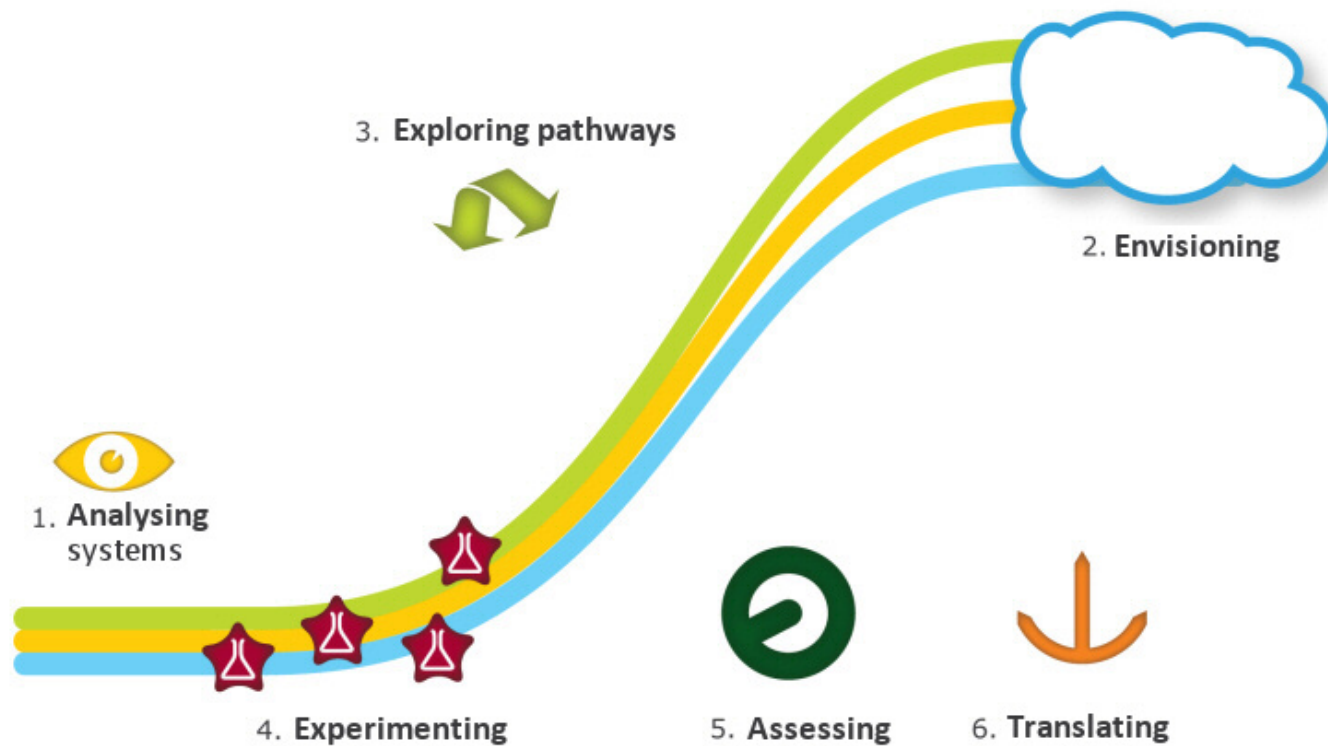 1. Analysing
systems
2. Envisioning
3. Exploring pathways
4. Experimenting
5. Assessing
6. Translating